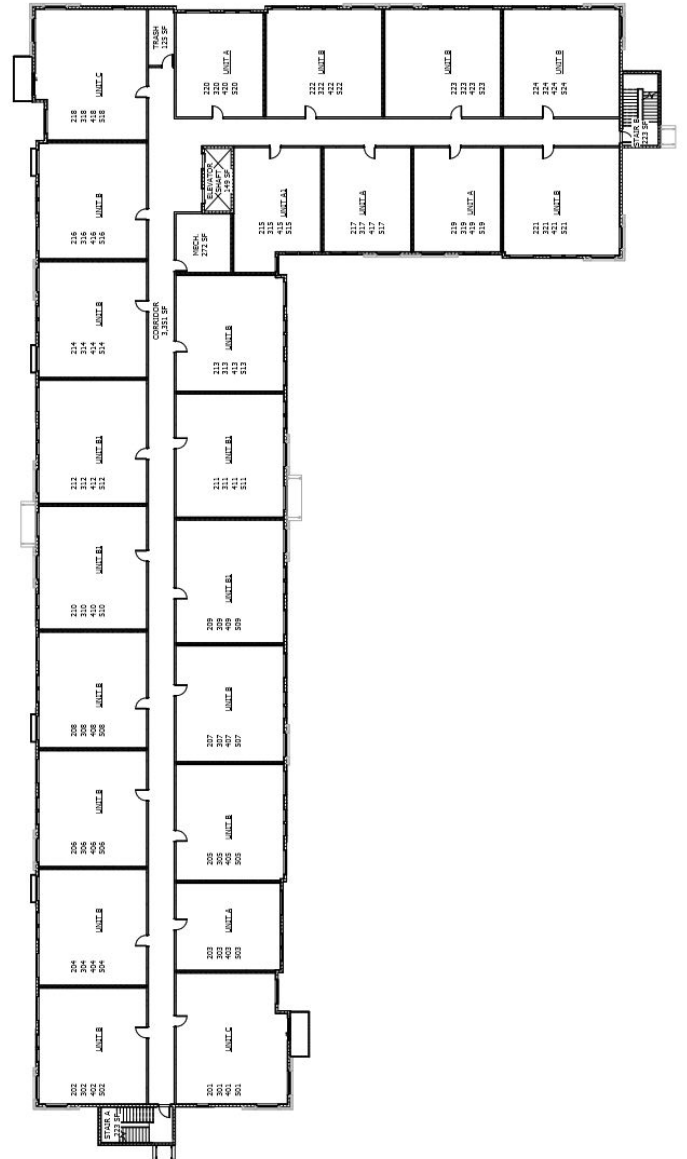 TRASH
125 SF
UNIT A
220
320
420
520
UNIT B
222
322
422
522
UNIT B
223
323
423
523
UNIT B
224
324
424
524
STAIR B
223 SF
UNIT C
218
318
418
518
ELEVATOR
SHAFT
149 SF
UNIT A1
215
315
415
515
UNIT A
217
317
417
517
UNIT A
219
319
419
519
UNIT B
221
321
421
521
UNIT B
216
316
416
516
MECH.
272 SF
CORRIDOR
3,351 SF
UNIT B
214
314
414
514
UNIT B
213
313
413
513
UNIT B1
212
312
412
512
UNIT B1
211
311
411
511
UNIT B1
210
310
410
510
UNIT B1
209
309
409
509
UNIT B
208
308
408
508
UNIT B
207
307
407
507
UNIT B
206
306
406
506
UNIT B
205
305
405
505
UNIT B
204
304
404
504
UNIT A
203
303
403
503
UNIT B
202
302
402
502
UNIT C
201
301
401
501
STAIR A
223 SF